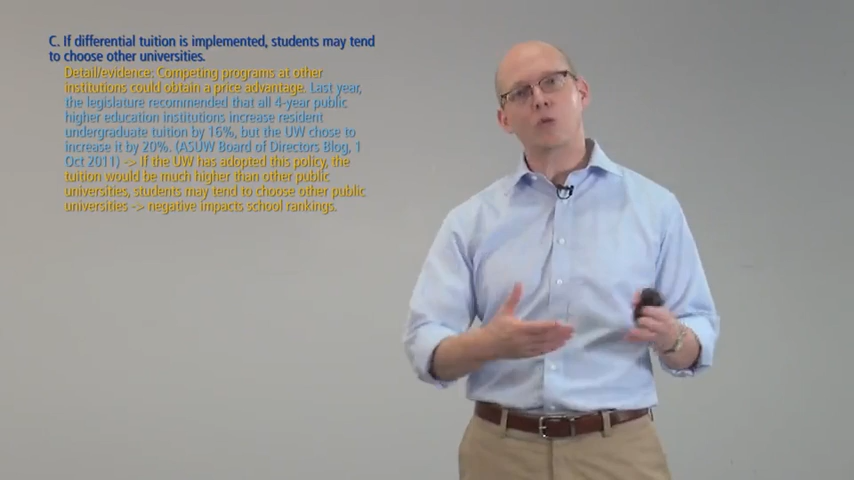 C. If differential tuition is implemented, students may tend
to choose other universities.
Detail/evidence: Competing programs at other
institutions could obtain a price advantage. Last year,
the legislature recommended that all 4-year public
higher education institutions increase resident
undergraduate tuition by 16%, but the UW chose to
increase it by 20%. (ASUW Board of Directors Blog, 1
Oct 2011) -> If the UW has adopted this policy, the
tuition would be much higher than other public
universities, students may tend to choose other public
universities -> negative impacts school rankings.